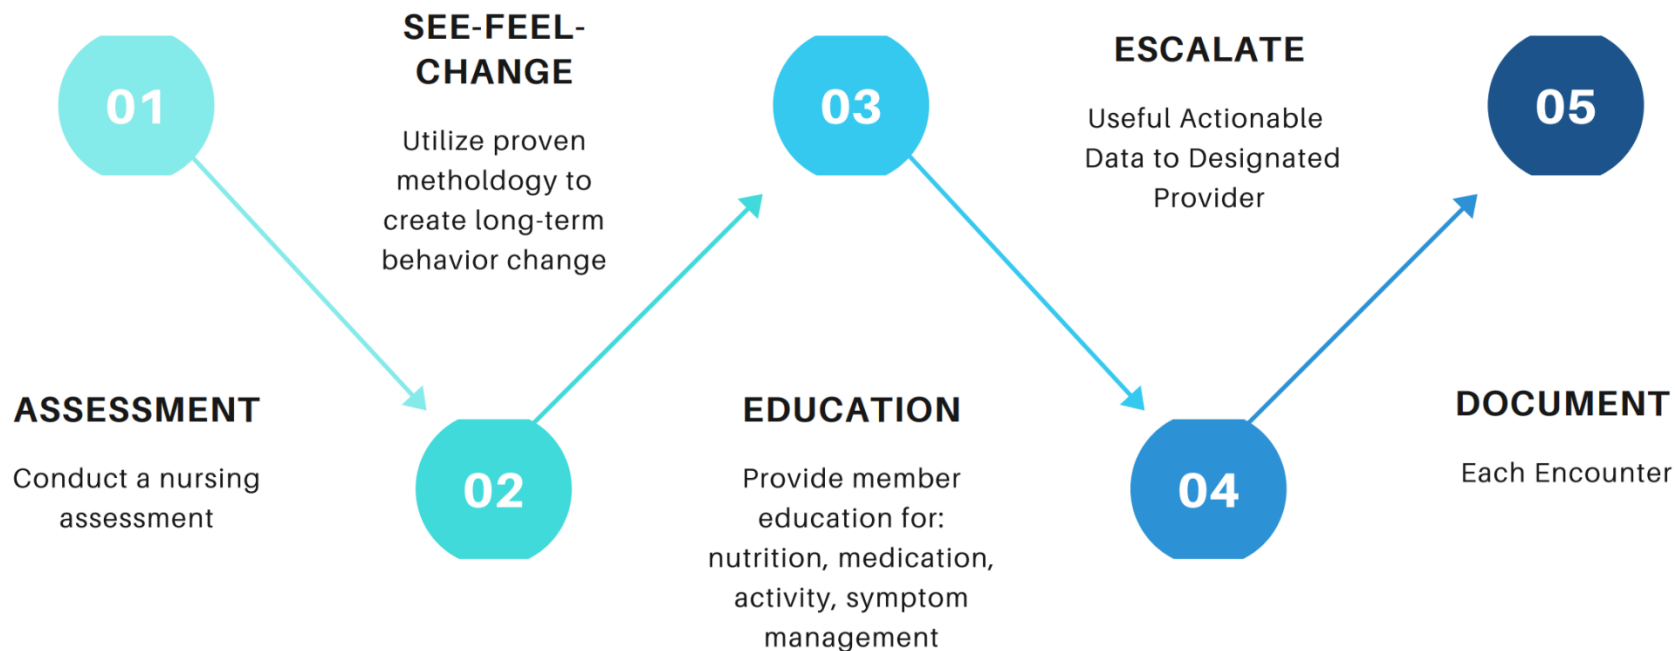 01
ASSESSMENT
Conduct a nursing
assessment
SEE-FEEL-
CHANGE
Utilize proven
metholdogy to
create long-term
behavior change
02
03
EDUCATION
Provide member
education for:
nutrition, medication,
activity, symptom
management
ESCALATE
Useful Actionable
Data to Designated
Provider
04
05
DOCUMENT
Each Encounter